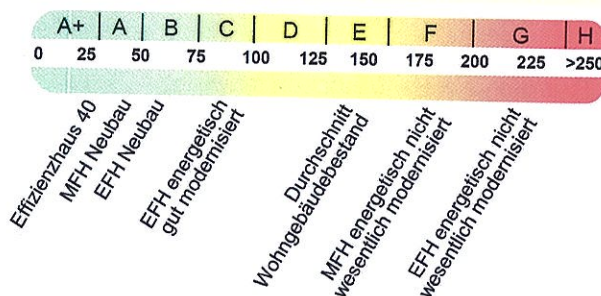 A+ A B C D E F G H
0 25 50 75 100 125 150 175 200 225 >250
Effizienzhaus 40
MFH Neubau
EFH Neubau
EFH energetisch
gut modernisiert
Durchschnitt
Wohngebäudebestand
MFH energetisch nicht
wesentlich modernisiert
EFH energetisch nicht
wesentlich modernisiert